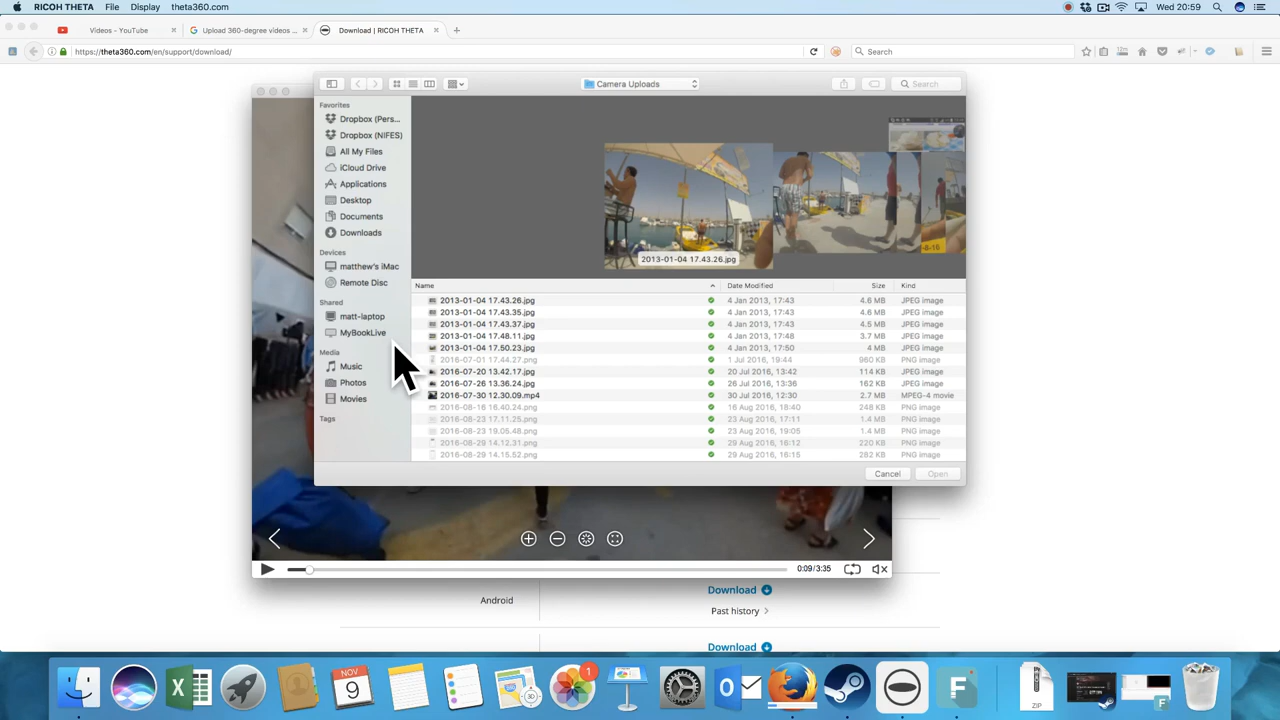 RICOH THETA File Display theta360.com Wed 20:59
Videos - YouTube Upload 360-degree videos ... Download | RICOH THETA
https://theta360.com/en/support/download/ Search
Camera Uploads Search
Favorites
Dropbox (Pers...
Dropbox (NIFES)
All My Files
iCloud Drive
Applications
Desktop
Documents
Downloads
Devices
matthew's iMac
Remote Disc
Shared
matt-laptop
MyBookLive
Media
Music
Photos
Movies
Tags
8-16
2013-01-04 17.43.26.jpg
Name Date Modified Size Kind
2013-01-04 17.43.26.jpg 4 Jan 2013, 17:43 4.6 MB JPEG image
2013-01-04 17.43.35.jpg 4 Jan 2013, 17:43 4.6 MB JPEG image
2013-01-04 17.43.37.jpg 4 Jan 2013, 17:43 4.5 MB JPEG image
2013-01-04 17.48.11.jpg 4 Jan 2013, 17:48 3.7 MB JPEG image
2013-01-04 17.50.23.jpg 4 Jan 2013, 17:50 4 MB JPEG image
2016-07-01 17.44.27.png 1 Jul 2016, 19:44 960 KB PNG image
2016-07-20 13.42.17.jpg 20 Jul 2016, 13:42 114 KB JPEG image
2016-07-26 13.36.24.jpg 26 Jul 2016, 13:36 162 KB JPEG image
2016-07-30 12.30.09.mp4 30 Jul 2016, 12:30 2.7 MB MPEG-4 movie
2016-08-16 16.40.24.png 16 Aug 2016, 18:40 248 KB PNG image
2016-08-23 17.11.25.png 23 Aug 2016, 17:11 1.4 MB PNG image
2016-08-23 19.05.48.png 23 Aug 2016, 19:05 1.4 MB PNG image
2016-08-29 14.12.31.png 29 Aug 2016, 16:12 220 KB PNG image
2016-08-29 14.15.52.png 29 Aug 2016, 16:15 282 KB PNG image
Cancel Open
0:09/3:35
Download
Android
Past history
Download
NOV
9
3D
1
ZIP
F